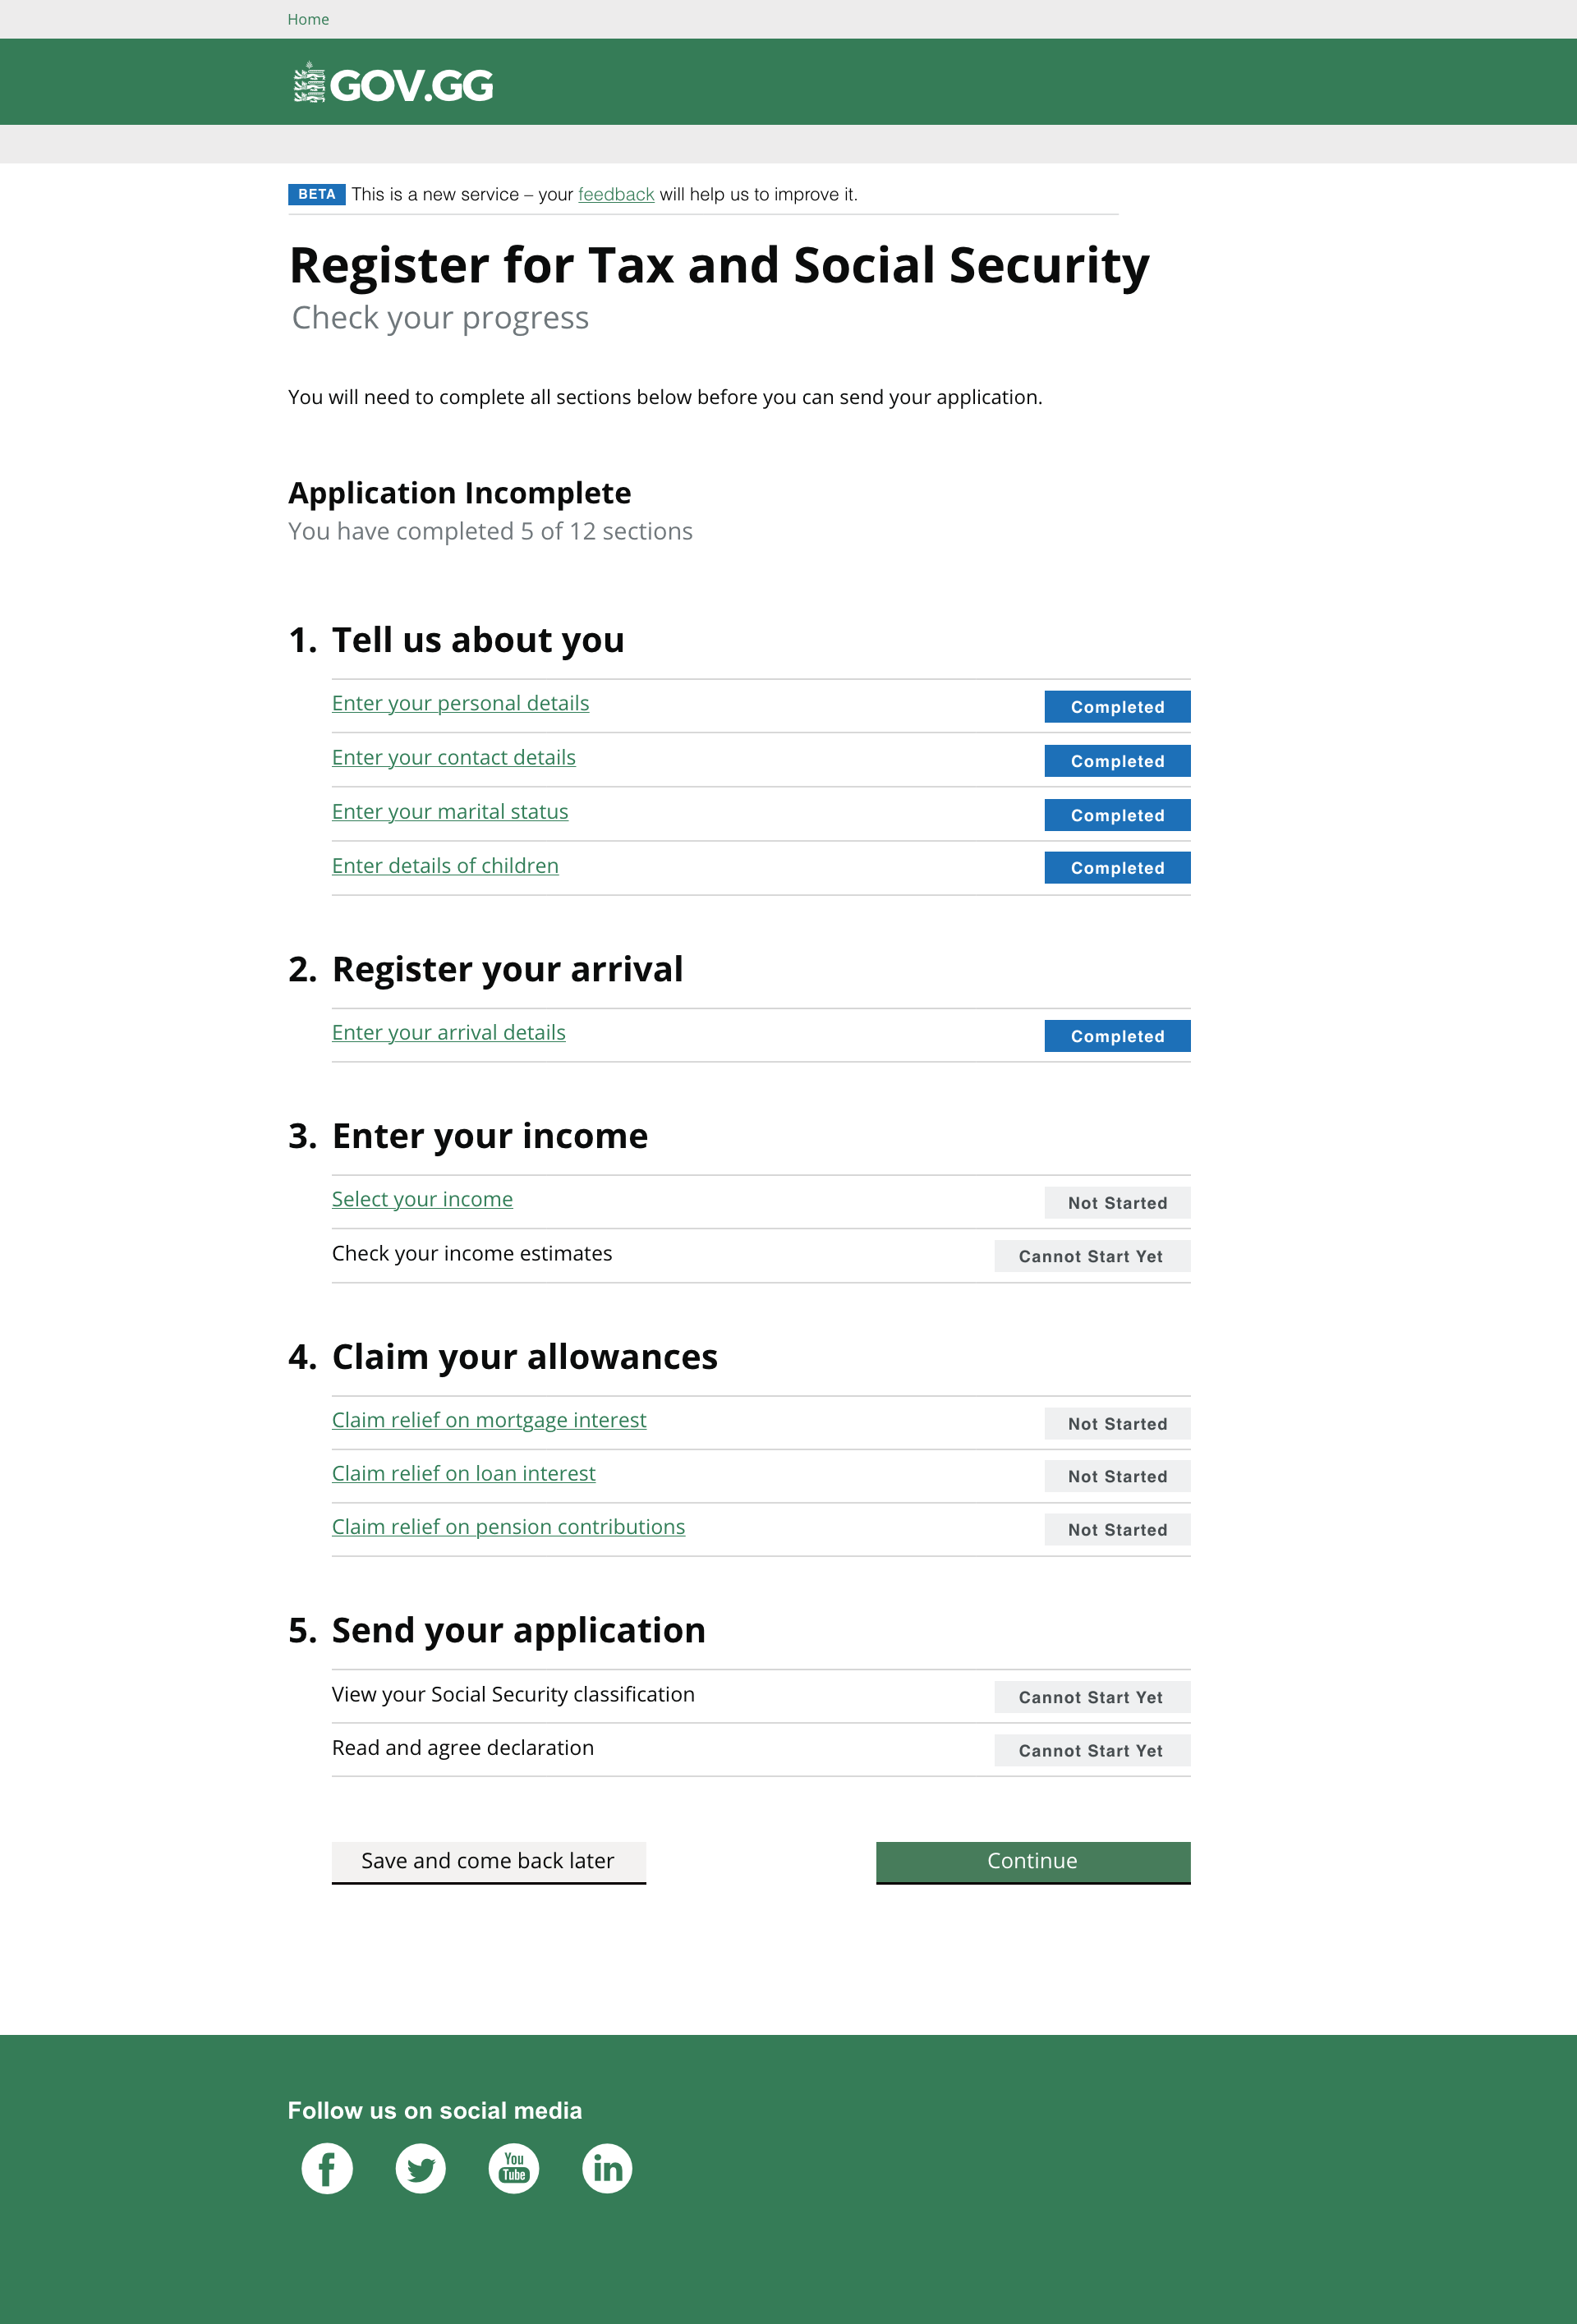 Home
GOV.GG
BETA This is a new service – your feedback will help us to improve it.
Register for Tax and Social Security
Check your progress
You will need to complete all sections below before you can send your application.
Application Incomplete
You have completed 5 of 12 sections
1. Tell us about you
Enter your personal details Completed
Enter your contact details Completed
Enter your marital status Completed
Enter details of children Completed
2. Register your arrival
Enter your arrival details Completed
3. Enter your income
Select your income Not Started
Check your income estimates Cannot Start Yet
4. Claim your allowances
Claim relief on mortgage interest Not Started
Claim relief on loan interest Not Started
Claim relief on pension contributions Not Started
5. Send your application
View your Social Security classification Cannot Start Yet
Read and agree declaration Cannot Start Yet
Save and come back later Continue
Follow us on social media
f You Tube in